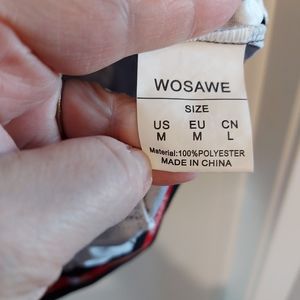 WOSAWE
SIZE
US EU CN
M M L
Material:100%POLYESTER
MADE IN CHINA